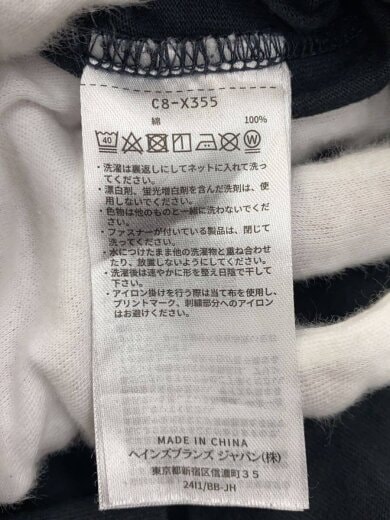 C8-X355
綿 100%
40
W
・洗濯は裏返しにしてネットに入れて洗っ
てください。
・漂白剤、蛍光増白剤を含んだ洗剤は、使
用しないでください。
・色物は他のものと一緒に洗わないでくだ
さい。
・ファスナーが付いている製品は、閉じて
洗ってください。
・水につけたまま他の洗濯物と重ね合わせ
たり、放置しないようにしてください。
・洗濯後は速やかに形を整え日陰で干して
下さい。
・アイロン掛けを行う際は当て布を使用し、
プリントマーク、刺繍部分へのアイロン
はお避けください。
MADE IN CHINA
ヘインズブランズ ジャパン(株)
東京都新宿区信濃町35
24I1/BB-JH